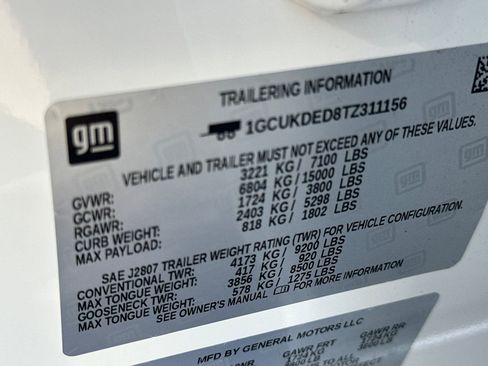 TRAILERING INFORMATION
gm
1GCUKDED8TZ311156
VEHICLE AND TRAILER MUST NOT EXCEED ANY OF THESE VALUES.
GVWR: 3221 KG/ 7100 LBS
GCWR: 6804 KG/ 15000 LBS
RGAWR: 1724 KG/ 3800 LBS
CURB WEIGHT: 2403 KG/ 5298 LBS
MAX PAYLOAD: 818 KG/ 1802 LBS
SAE J2807 TRAILER WEIGHT RATING (TWR) FOR VEHICLE CONFIGURATION.
CONVENTIONAL TWR: 4173 KG/ 9200 LBS
MAX TONGUE WEIGHT: 417 KG/ 920 LBS
GOOSENECK TWR: 3856 KG/ 8500 LBS
MAX TONGUE WEIGHT: 578 KG/ 1275 LBS
SEE OWNER'S MANUAL FOR MORE INFORMATION
MFD BY GENERAL MOTORS LLC
GAWR FRT GAWR RR